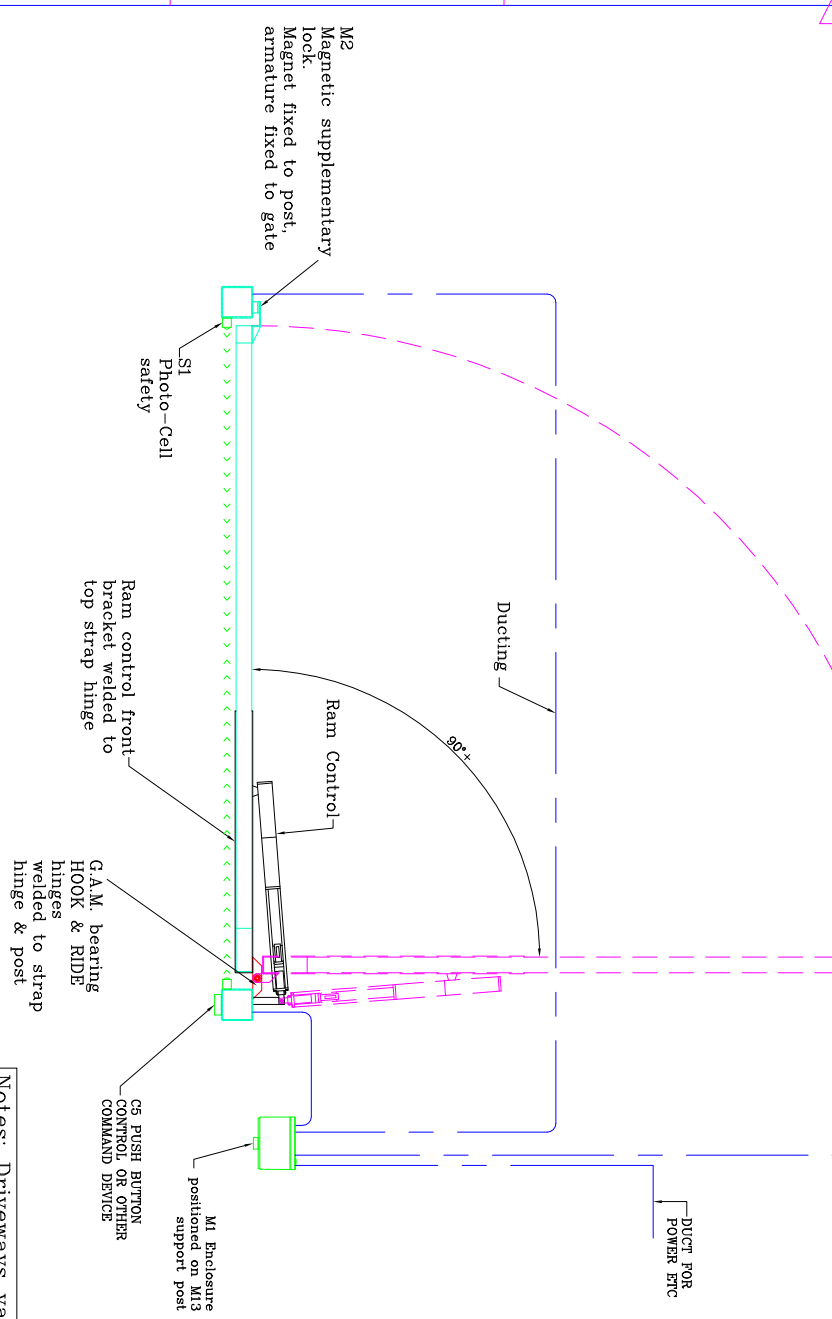 M2
Magnetic supplementary
lock.
Magnet fixed to post,
armature fixed to gate
S1
Photo-Cell
safety
Ducting
90°+
Ram Control
Ram control front
bracket welded to
top strap hinge
G.A.M. bearing
HOOK & RIDE
hinges
welded to strap
hinge & post
C5 PUSH BUTTON
CONTROL OR OTHER
COMMAND DEVICE
M1 Enclosure
positioned on M13
support post
DUCT FOR
POWER ETC
Notes: Driveways